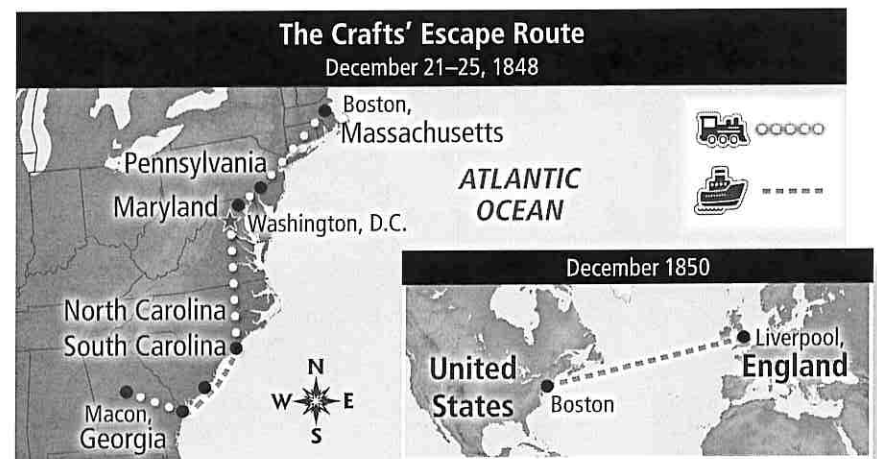 The Crafts' Escape Route
December 21–25, 1848
Boston,
Massachusetts
Pennsylvania
Maryland
Washington, D.C.
ATLANTIC
OCEAN
North Carolina
South Carolina
Macon,
Georgia
N
W E
S
December 1850
United
States
Boston
Liverpool,
England